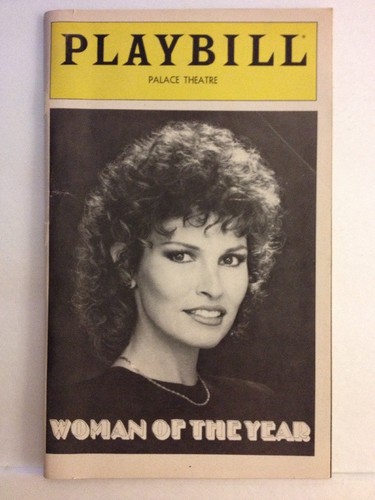 PLAYBILL®
PALACE THEATRE
WOMAN OF THE YEAR